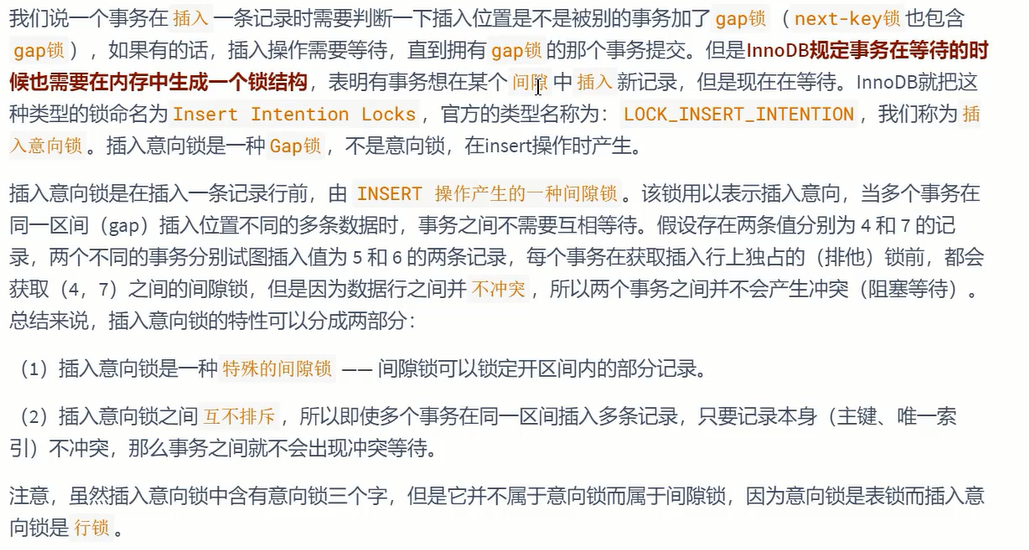 我们说一个事务在 插入 一条记录时需要判断一下插入位置是不是被别的事务加了 gap锁 （ next-key锁 也包含
gap锁 ），如果有的话，插入操作需要等待，直到拥有 gap锁 的那个事务提交。但是InnoDB规定事务在等待的时
候也需要在内存中生成一个锁结构，表明有事务想在某个 间隙 中 插入 新记录，但是现在在等待。InnoDB就把这
种类型的锁命名为 Insert Intention Locks ，官方的类型名称为： LOCK_INSERT_INTENTION ，我们称为 插
入意向锁 。插入意向锁是一种 Gap锁 ，不是意向锁，在insert操作时产生。
插入意向锁是在插入一条记录行前，由 INSERT 操作产生的一种间隙锁 。该锁用以表示插入意向，当多个事务在
同一区间（gap）插入位置不同的多条数据时，事务之间不需要互相等待。假设存在两条值分别为 4 和 7 的记
录，两个不同的事务分别试图插入值为 5 和 6 的两条记录，每个事务在获取插入行上独占的（排他）锁前，都会
获取（4，7）之间的间隙锁，但是因为数据行之间并 不冲突 ，所以两个事务之间并不会产生冲突（阻塞等待）。
总结来说，插入意向锁的特性可以分成两部分：
（1）插入意向锁是一种 特殊的间隙锁 —— 间隙锁可以锁定开区间内的部分记录。
（2）插入意向锁之间 互不排斥 ，所以即使多个事务在同一区间插入多条记录，只要记录本身（主键、唯一索
引）不冲突，那么事务之间就不会出现冲突等待。
注意，虽然插入意向锁中含有意向锁三个字，但是它并不属于意向锁而属于间隙锁，因为意向锁是表锁而插入意
向锁是 行锁 。